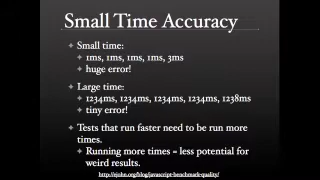 Small Time Accuracy
Small time:
1ms, 1ms, 1ms, 1ms, 3ms
huge error!
Large time:
1234ms, 1234ms, 1234ms, 1234ms, 1238ms
tiny error!
Tests that run faster need to be run more
times.
Running more times = less potential for
weird results.
http://ejohn.org/blog/javascript-benchmark-quality/